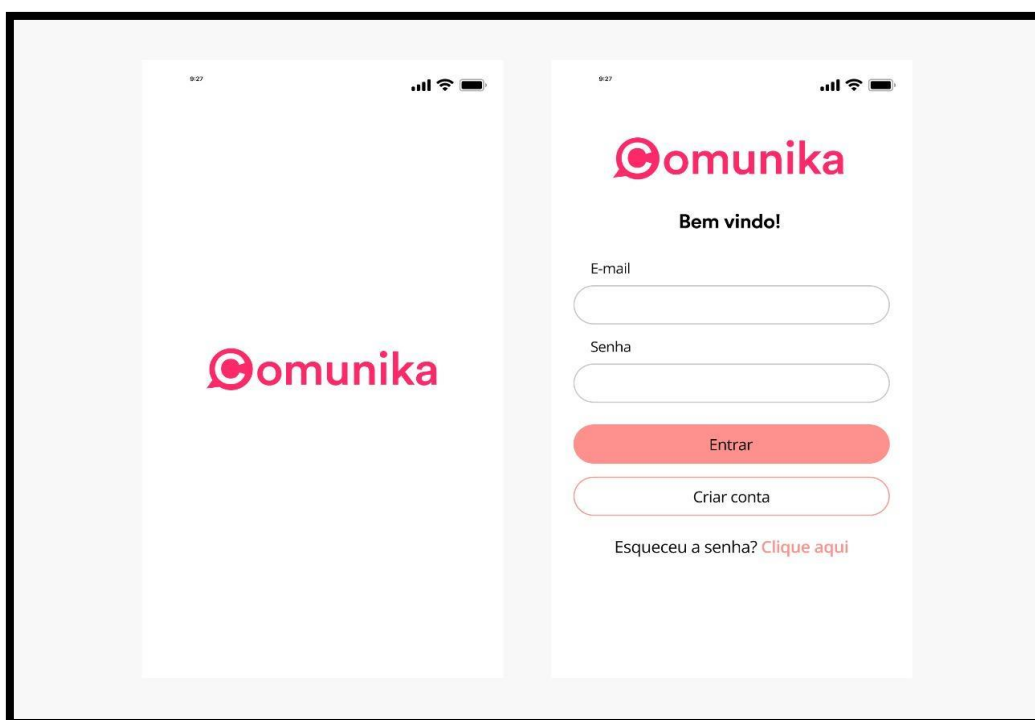 9:27
Comunika
9:27
Comunika
Bem vindo!
E-mail
Senha
Entrar
Criar conta
Esqueceu a senha? Clique aqui